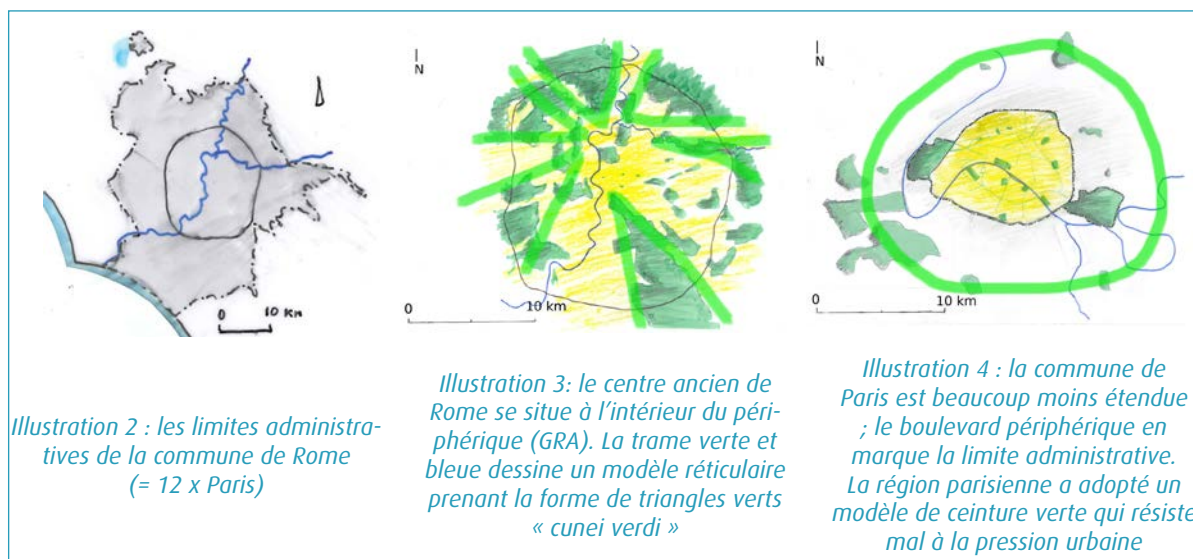 N
N
0 10 Km
0 10 km
0 10 km
Illustration 2 : les limites administra-
tives de la commune de Rome
(= 12 x Paris)
Illustration 3: le centre ancien de
Rome se situe à l'intérieur du péri-
phérique (GRA). La trame verte et
bleue dessine un modèle réticulaire
prenant la forme de triangles verts
« cunei verdi »
Illustration 4 : la commune de
Paris est beaucoup moins étendue
; le boulevard périphérique en
marque la limite administrative.
La région parisienne a adopté un
modèle de ceinture verte qui résiste
mal à la pression urbaine